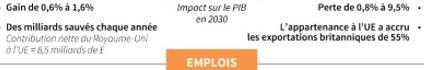 • Gain de 0,6% à 1,6%
Impact sur le PIB
en 2030
Perte de 0,8% à 9,5% •
• Des milliards sauvés chaque année
Contribution nette du Royaume-Uni
à l'UE = 8,5 milliards de £
L'appartenance à l'UE a accru •
les exportations britanniques de 55%
EMPLOIS